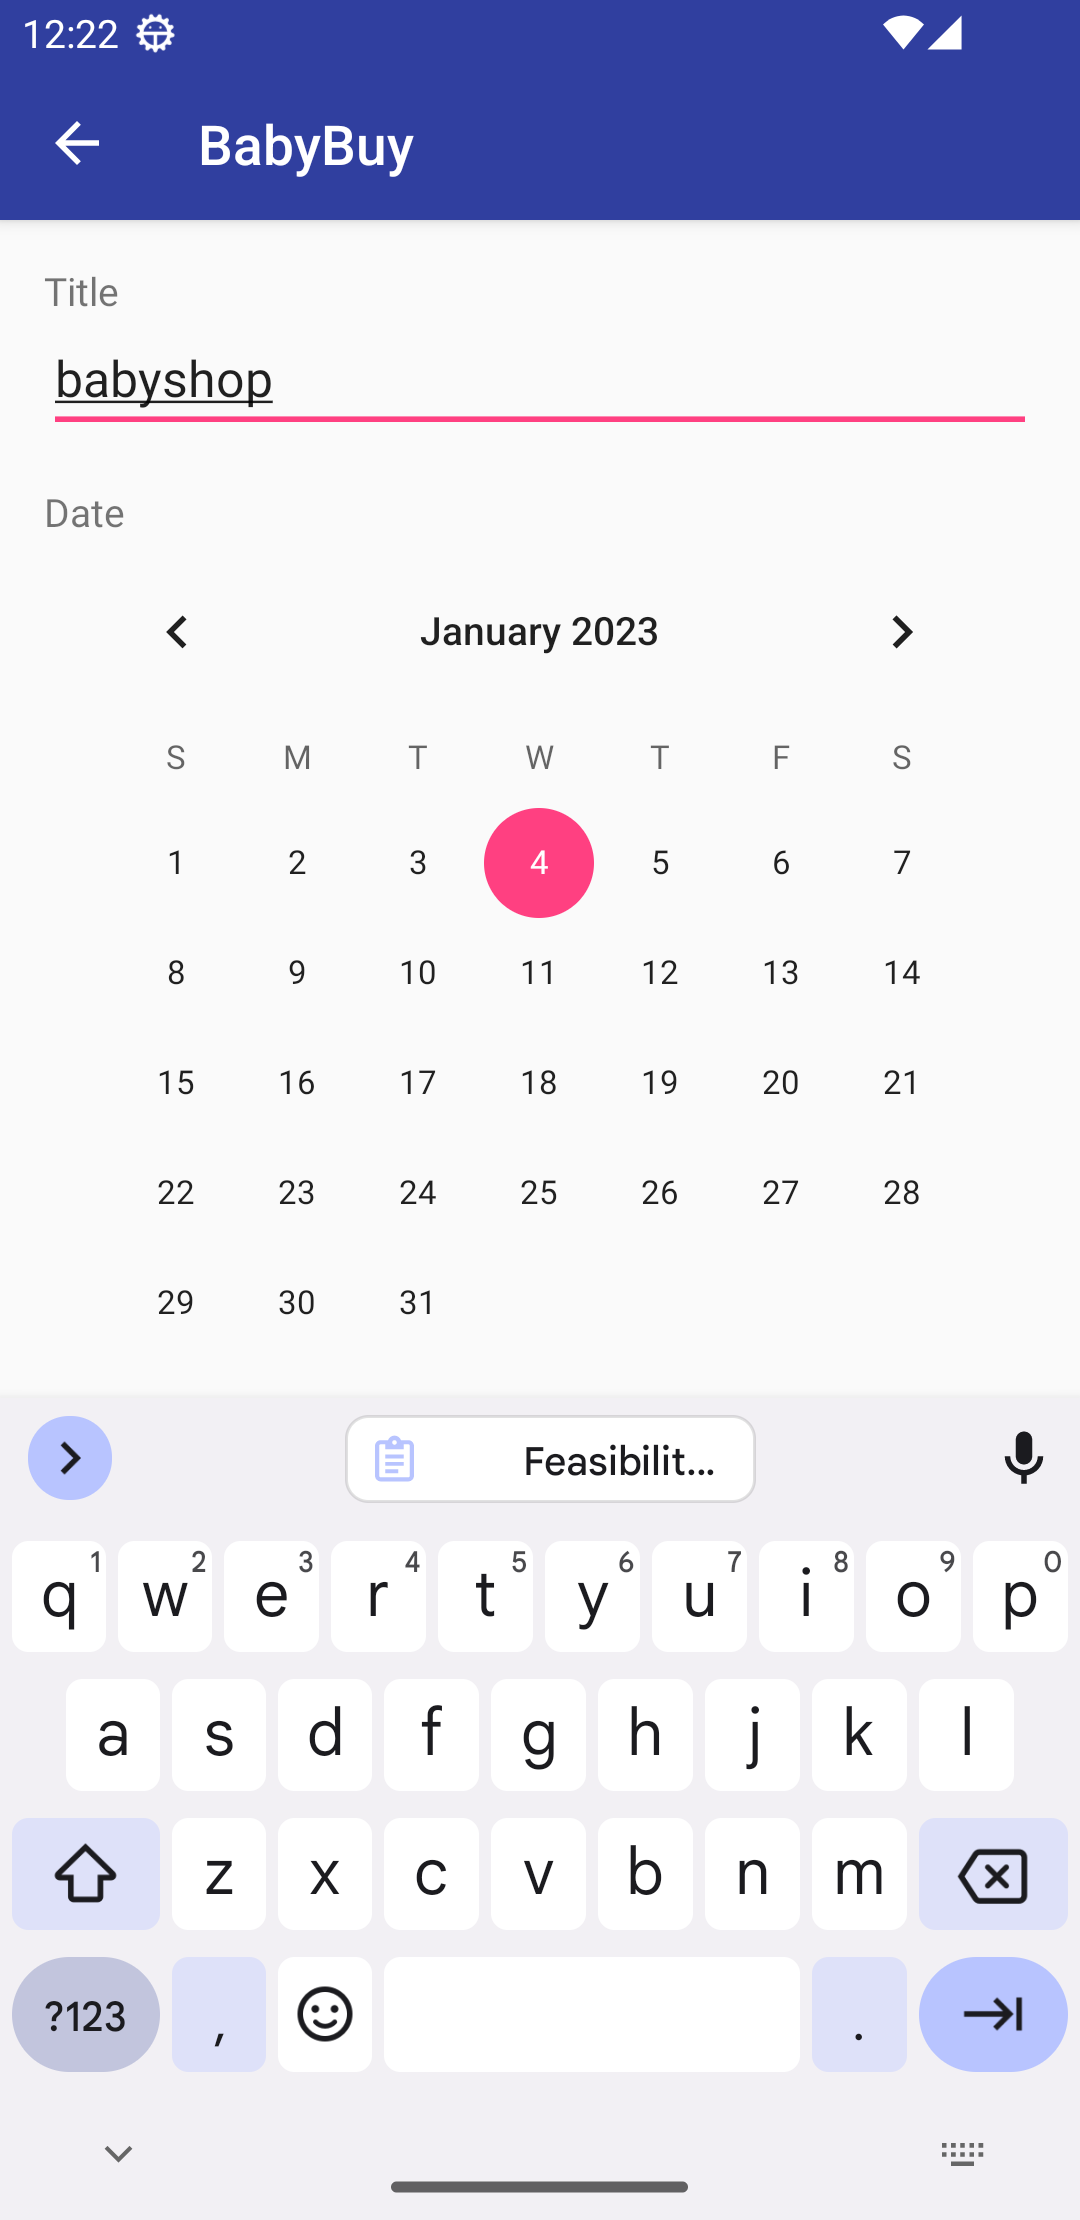 12:22
BabyBuy
Title
babyshop
Date
January 2023
S M T W T F S
1 2 3 4 5 6 7
8 9 10 11 12 13 14
15 16 17 18 19 20 21
22 23 24 25 26 27 28
29 30 31
Feasibilit...
q 1 w 2 e 3 r 4 t 5 y 6 u 7 i 8 o 9 p 0
a s d f g h j k l
z x c v b n m
?123 , .